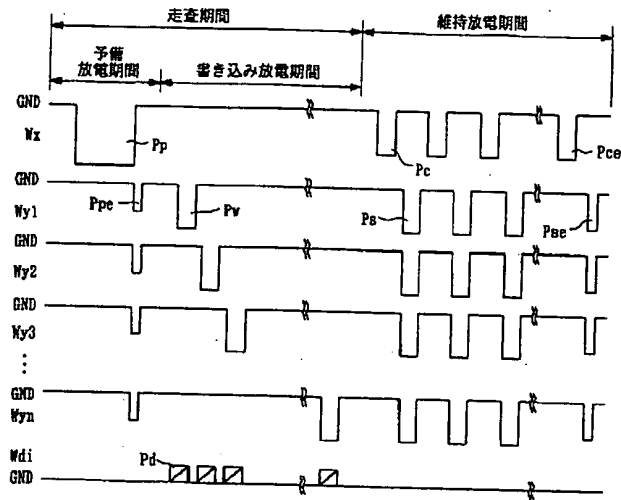 走査期間
維持放電期間
予備
放電期間
書き込み放電期間
GND
Wx
Pp
Pc
Pce
GND
Wy1
Ppe
Pw
Ps
Pse
GND
Wy2
GND
Wy3
⋮
GND
Wyn
Wdi
Pd
GND